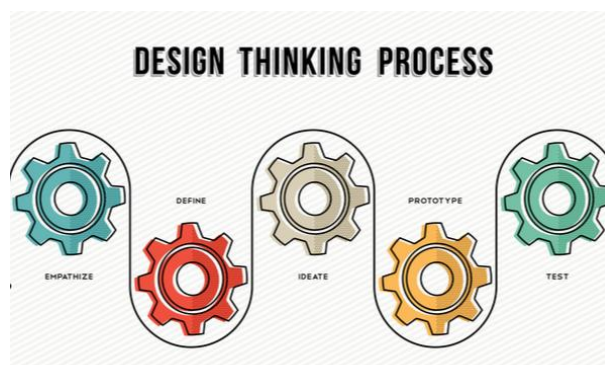 DESIGN THINKING PROCESS
EMPATHIZE
DEFINE
IDEATE
PROTOTYPE
TEST